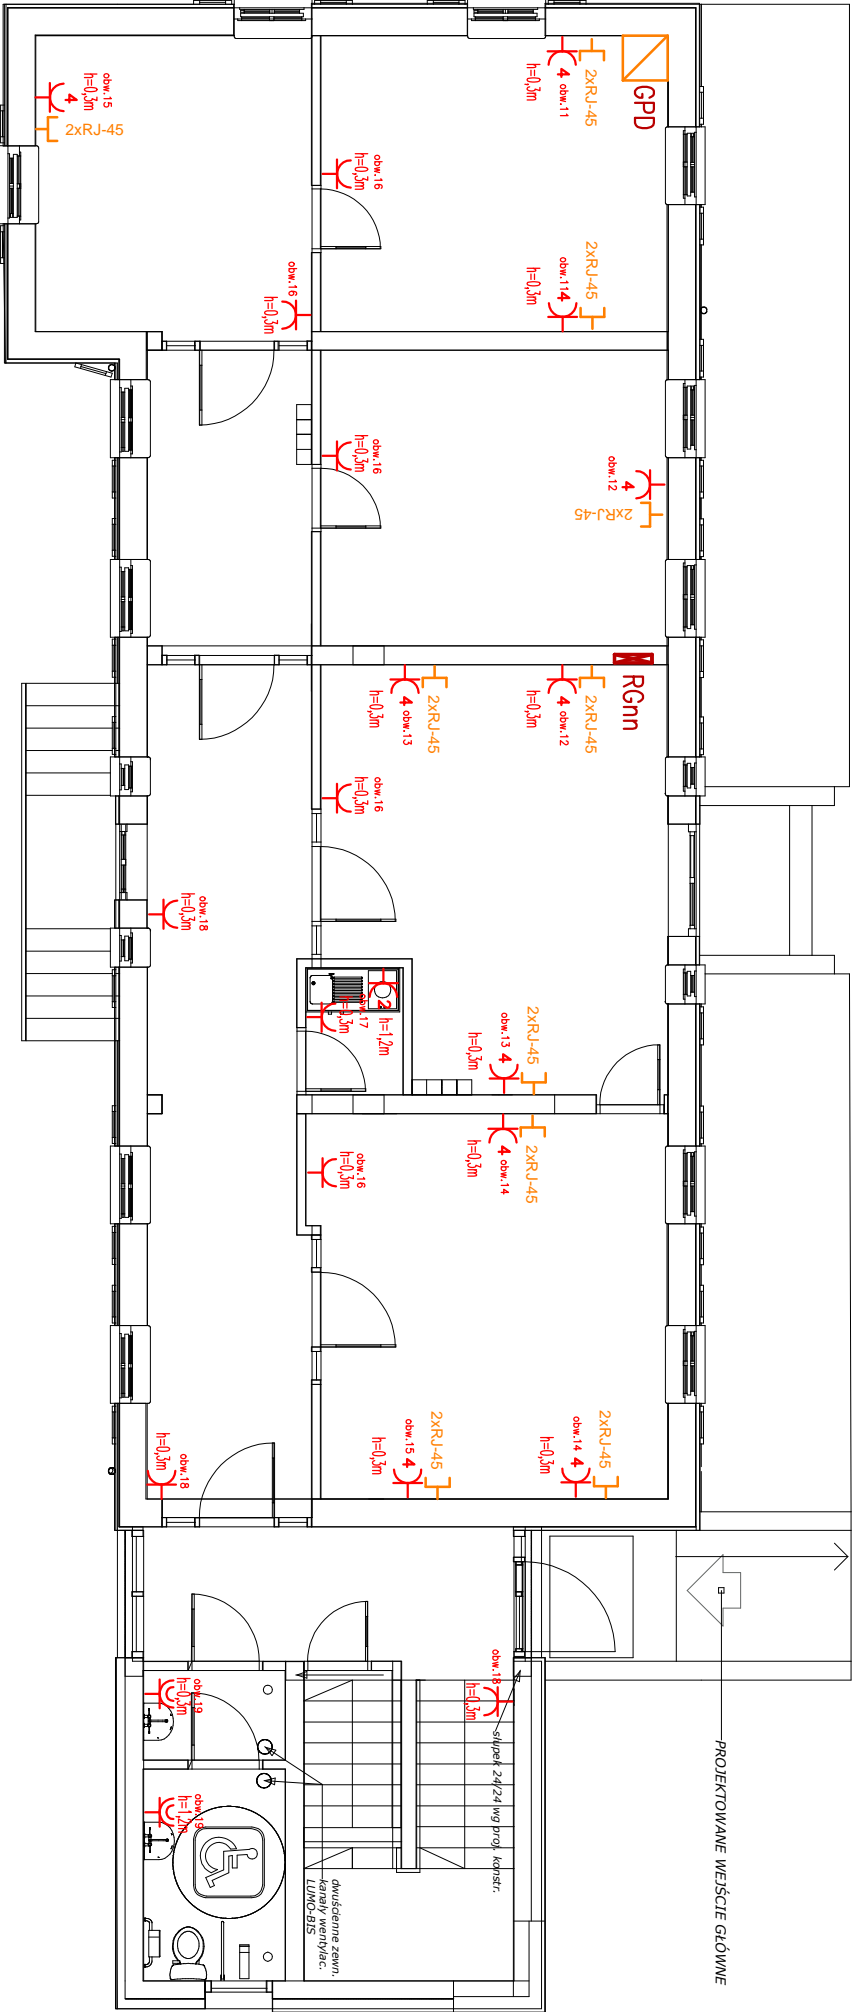 obw.15
h=0,3m
4
2xRJ-45
2xRJ-45
4 obw.11
h=0,3m
GPD
obw.16
h=0,3m
2xRJ-45
obw.11 4
h=0,3m
obw.16
h=0,3m
obw.16
h=0,3m
obw.12
4
2xRJ-45
RGnn
2xRJ-45
4 obw.13
h=0,3m
2xRJ-45
4 obw.12
h=0,3m
obw.16
h=0,3m
obw.18
h=0,3m
obw.17
h=0,3m
2
h=1,2m
2xRJ-45
obw.13 4
h=0,3m
2xRJ-45
4 obw.14
h=0,3m
obw.16
h=0,3m
2xRJ-45
obw.15 4
h=0,3m
2xRJ-45
obw.14 4
h=0,3m
obw.18
h=0,3m
obw.18
h=0,3m
obw.19
h=0,3m
obw.19
h=1,2m
słupek 24/24 wg proj. konstr.
dwuścienne zewn.
kanały wentylac.
LUMO-BIS
PROJEKTOWANE WEJŚCIE GŁÓWNE